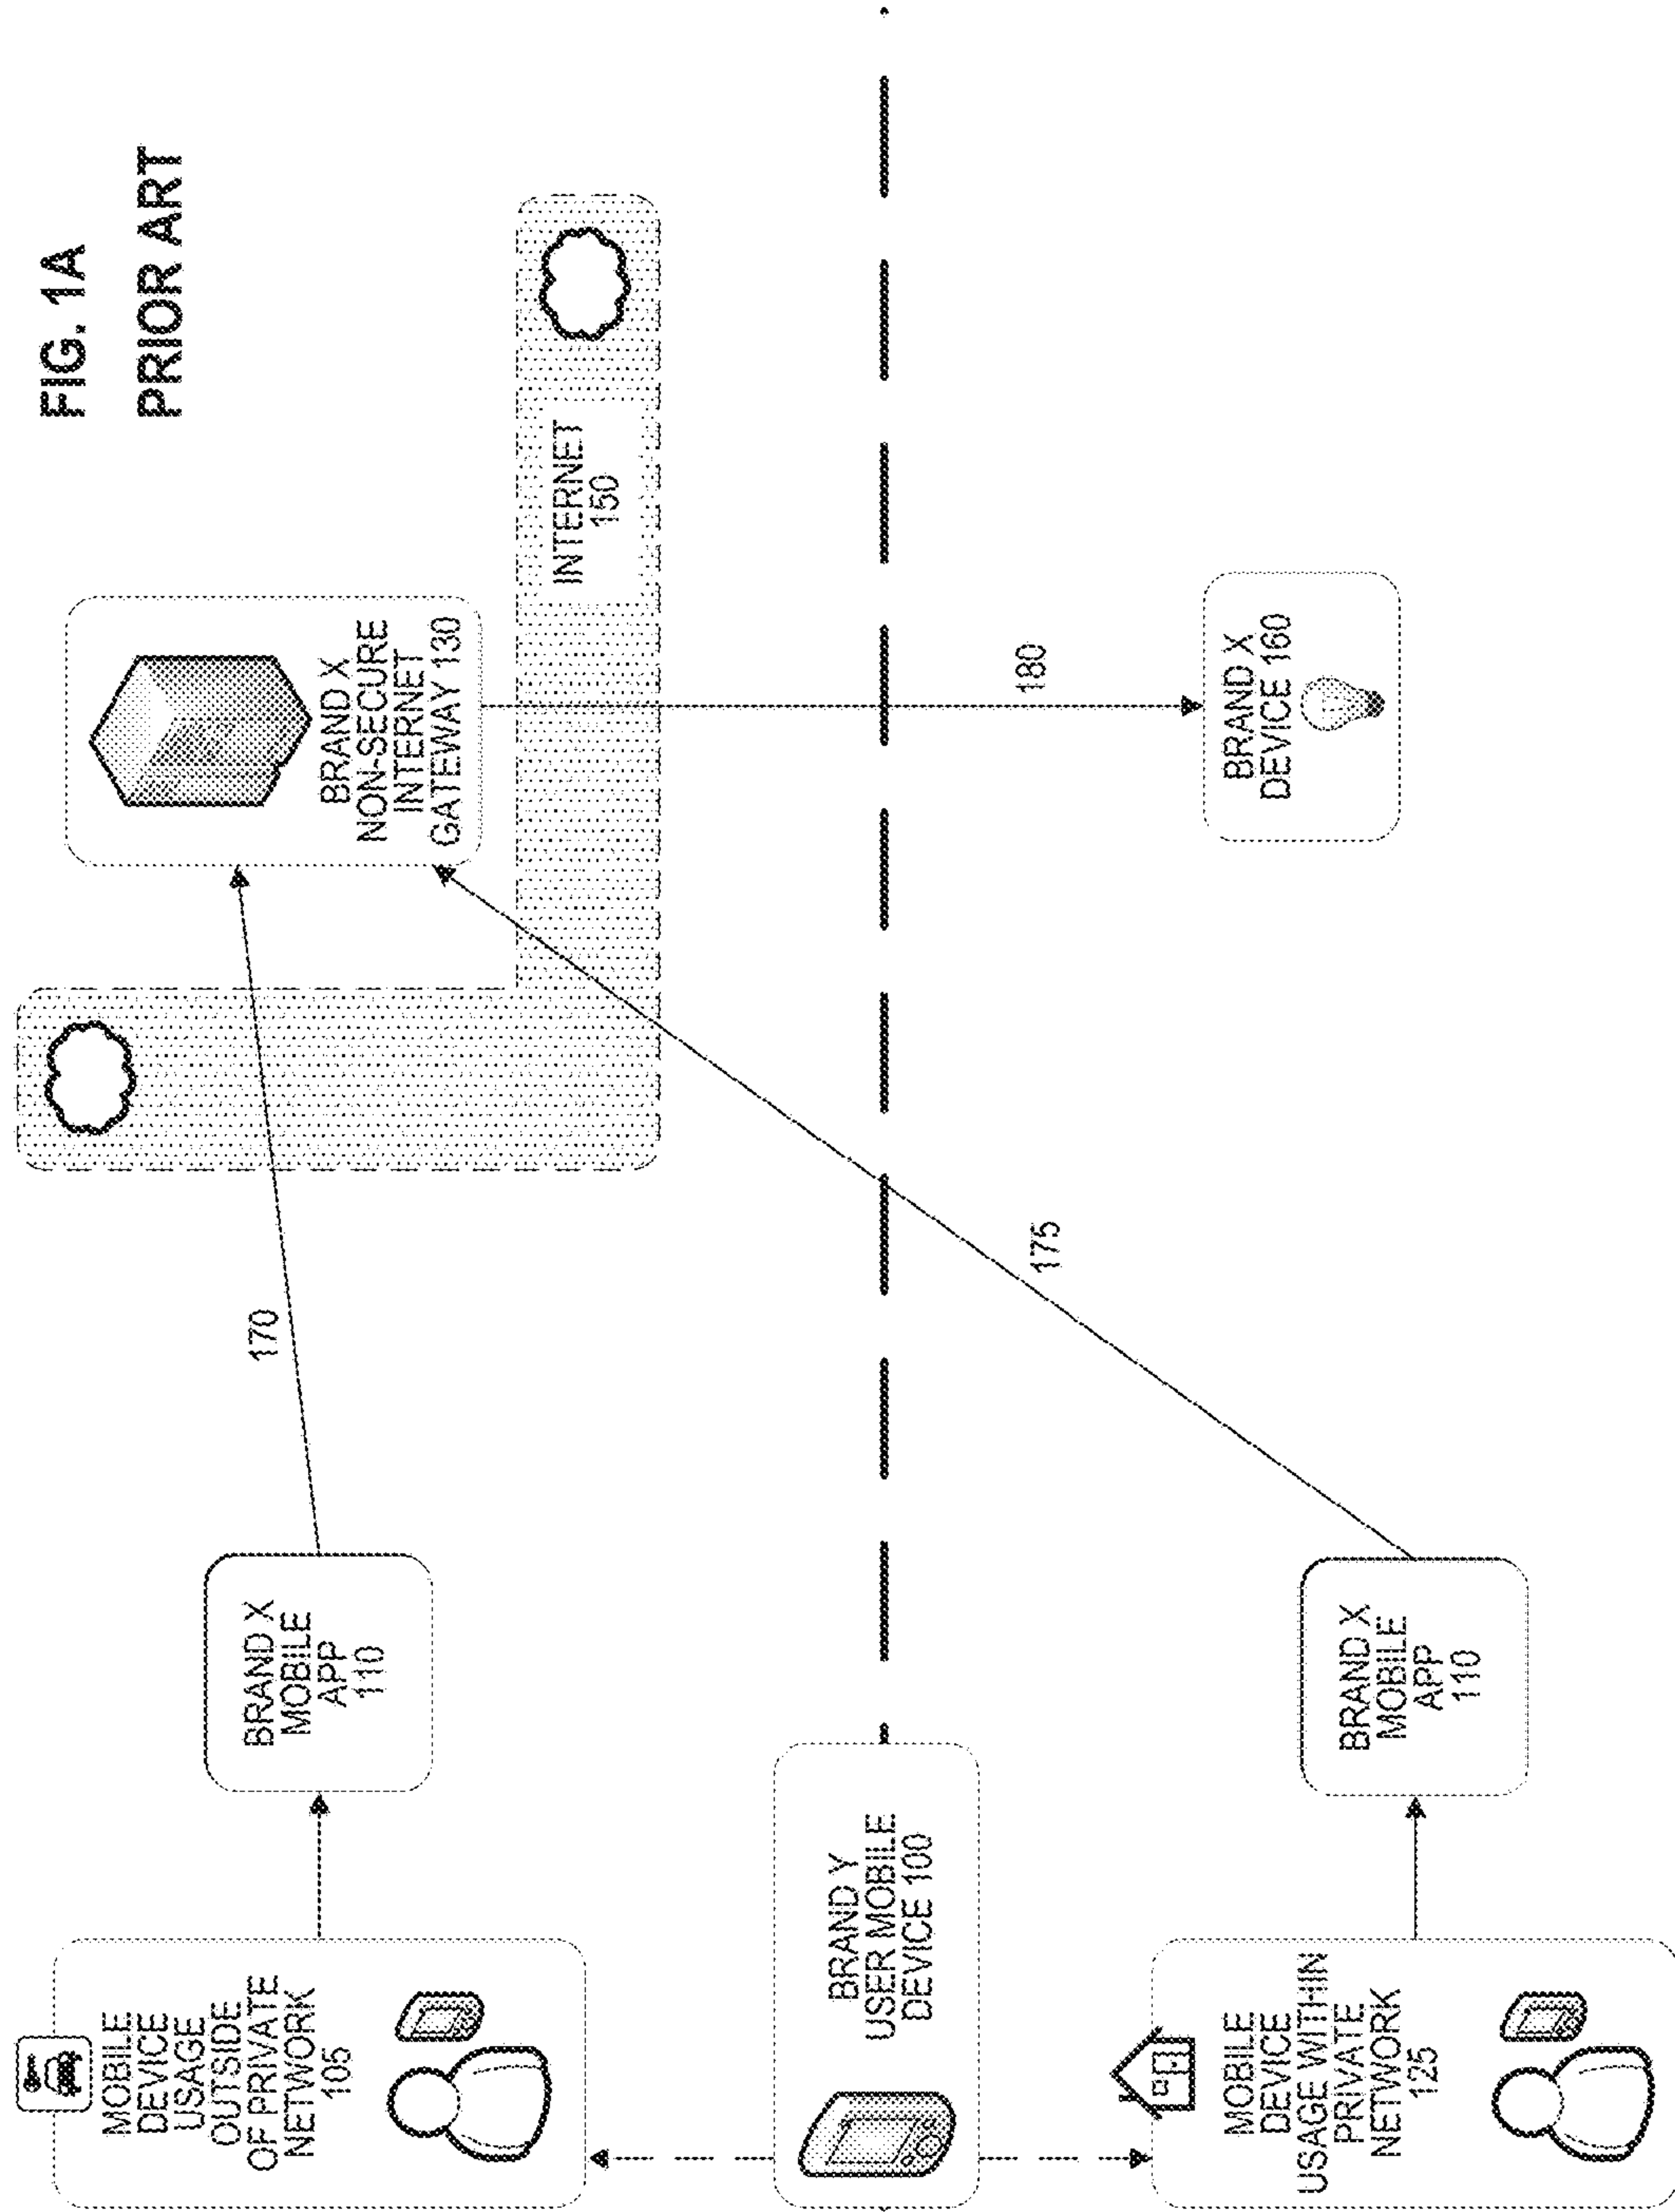 FIG. 1A
PRIOR ART
MOBILE
DEVICE
USAGE
OUTSIDE
OF PRIVATE
NETWORK
105
BRAND X
MOBILE
APP
110
170
BRAND X
NON-SECURE
INTERNET
GATEWAY 130
INTERNET
150
BRAND Y
USER MOBILE
DEVICE 100
175
180
MOBILE
DEVICE
USAGE WITHIN
PRIVATE
NETWORK
125
BRAND X
MOBILE
APP
110
BRAND X
DEVICE 160